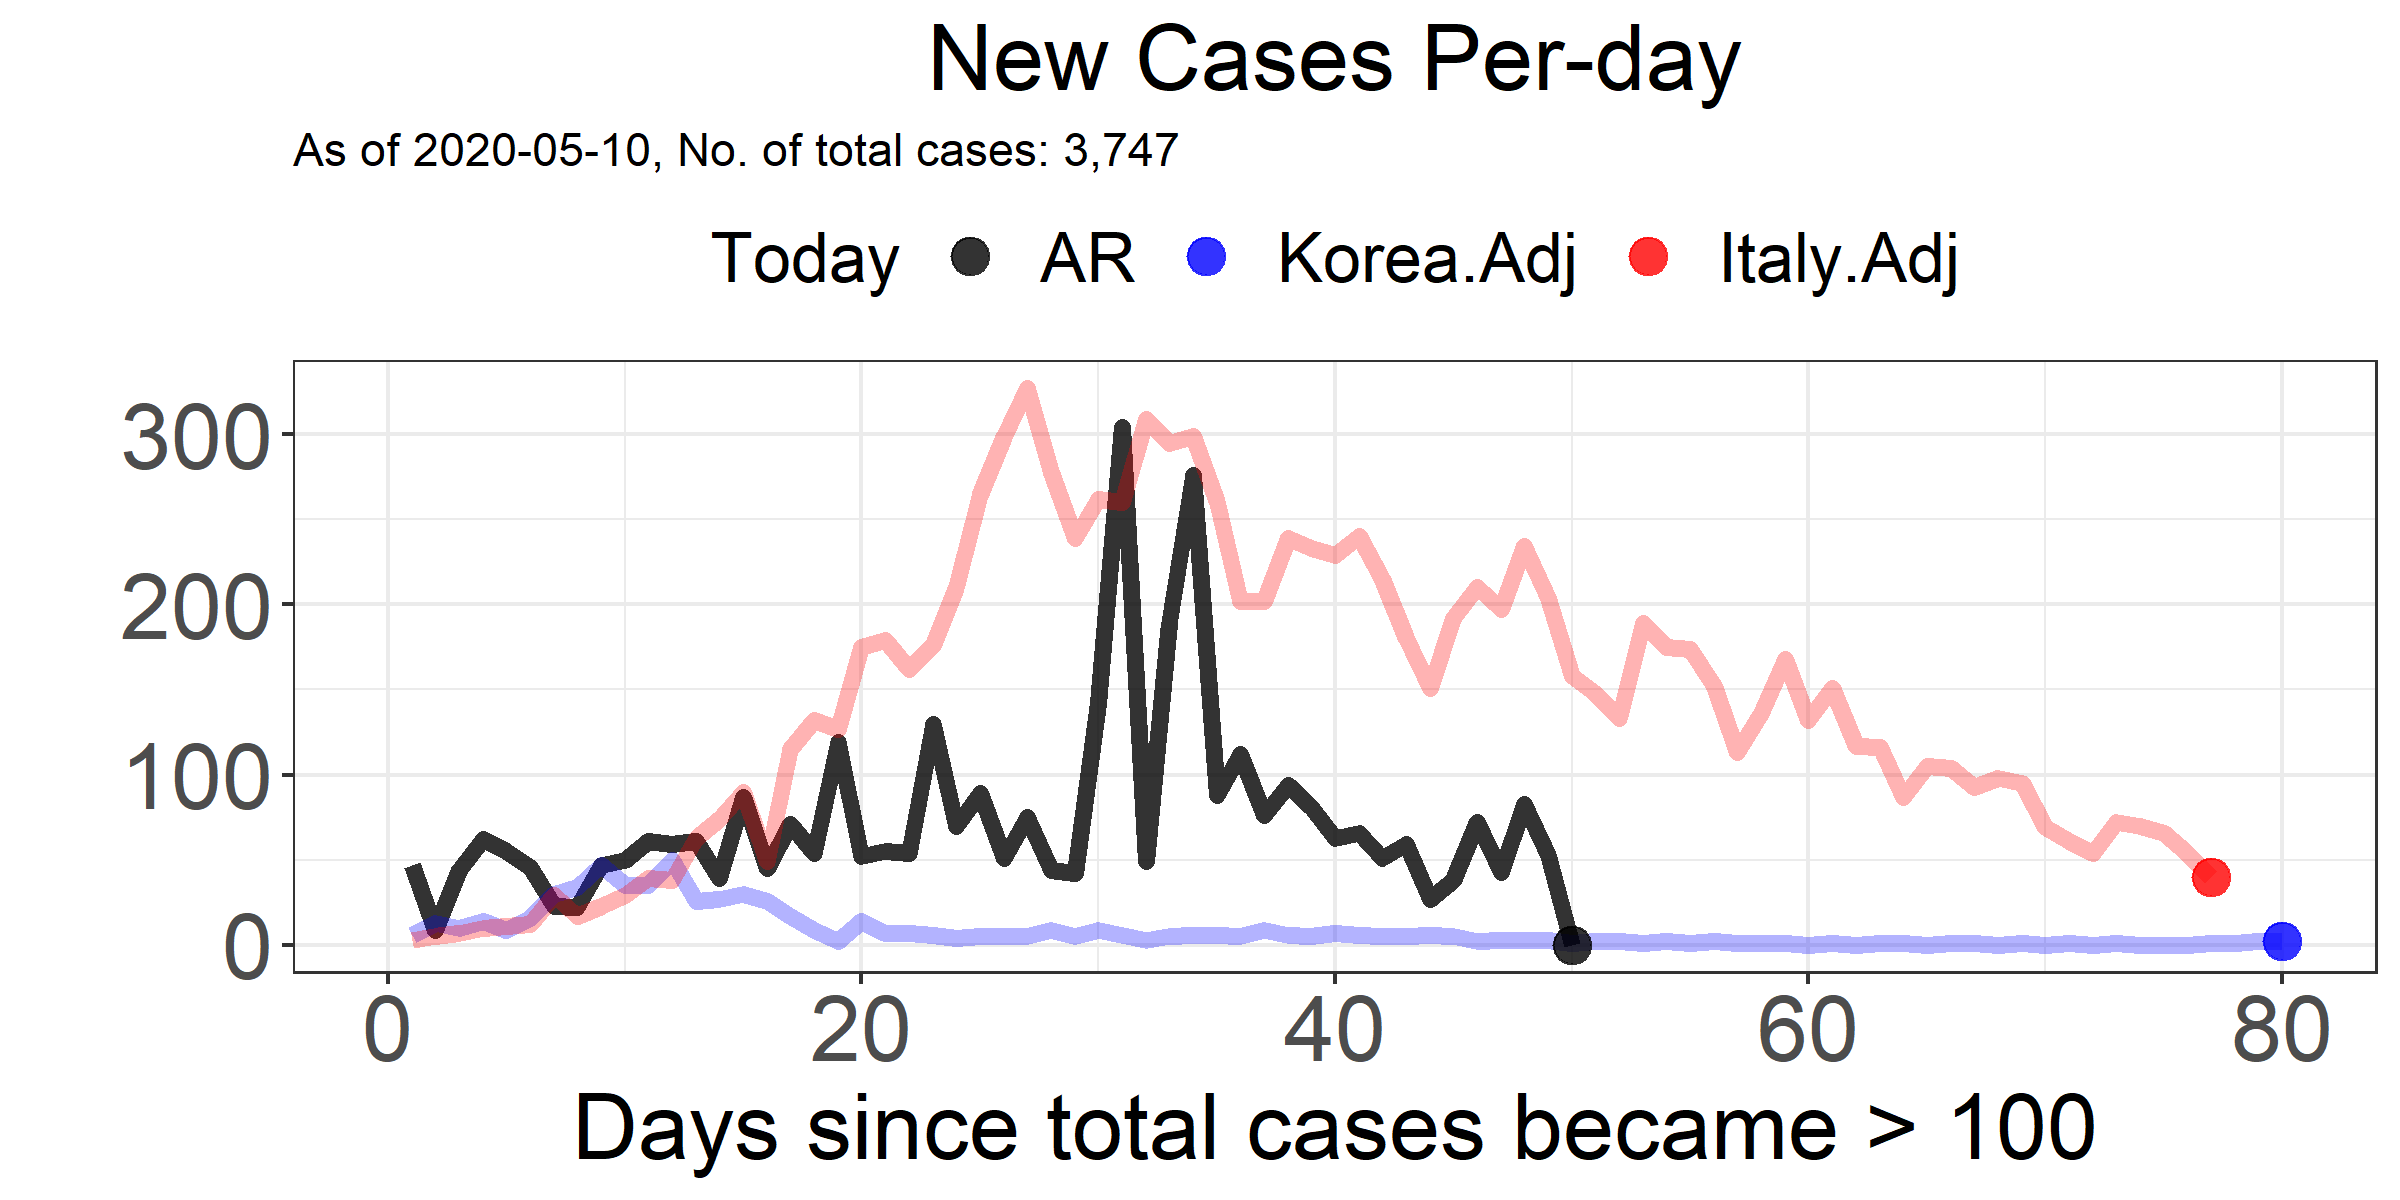 New Cases Per-day
As of 2020-05-10, No. of total cases: 3,747
Today AR Korea.Adj Italy.Adj
300
200
100
0
0 20 40 60 80
Days since total cases became > 100